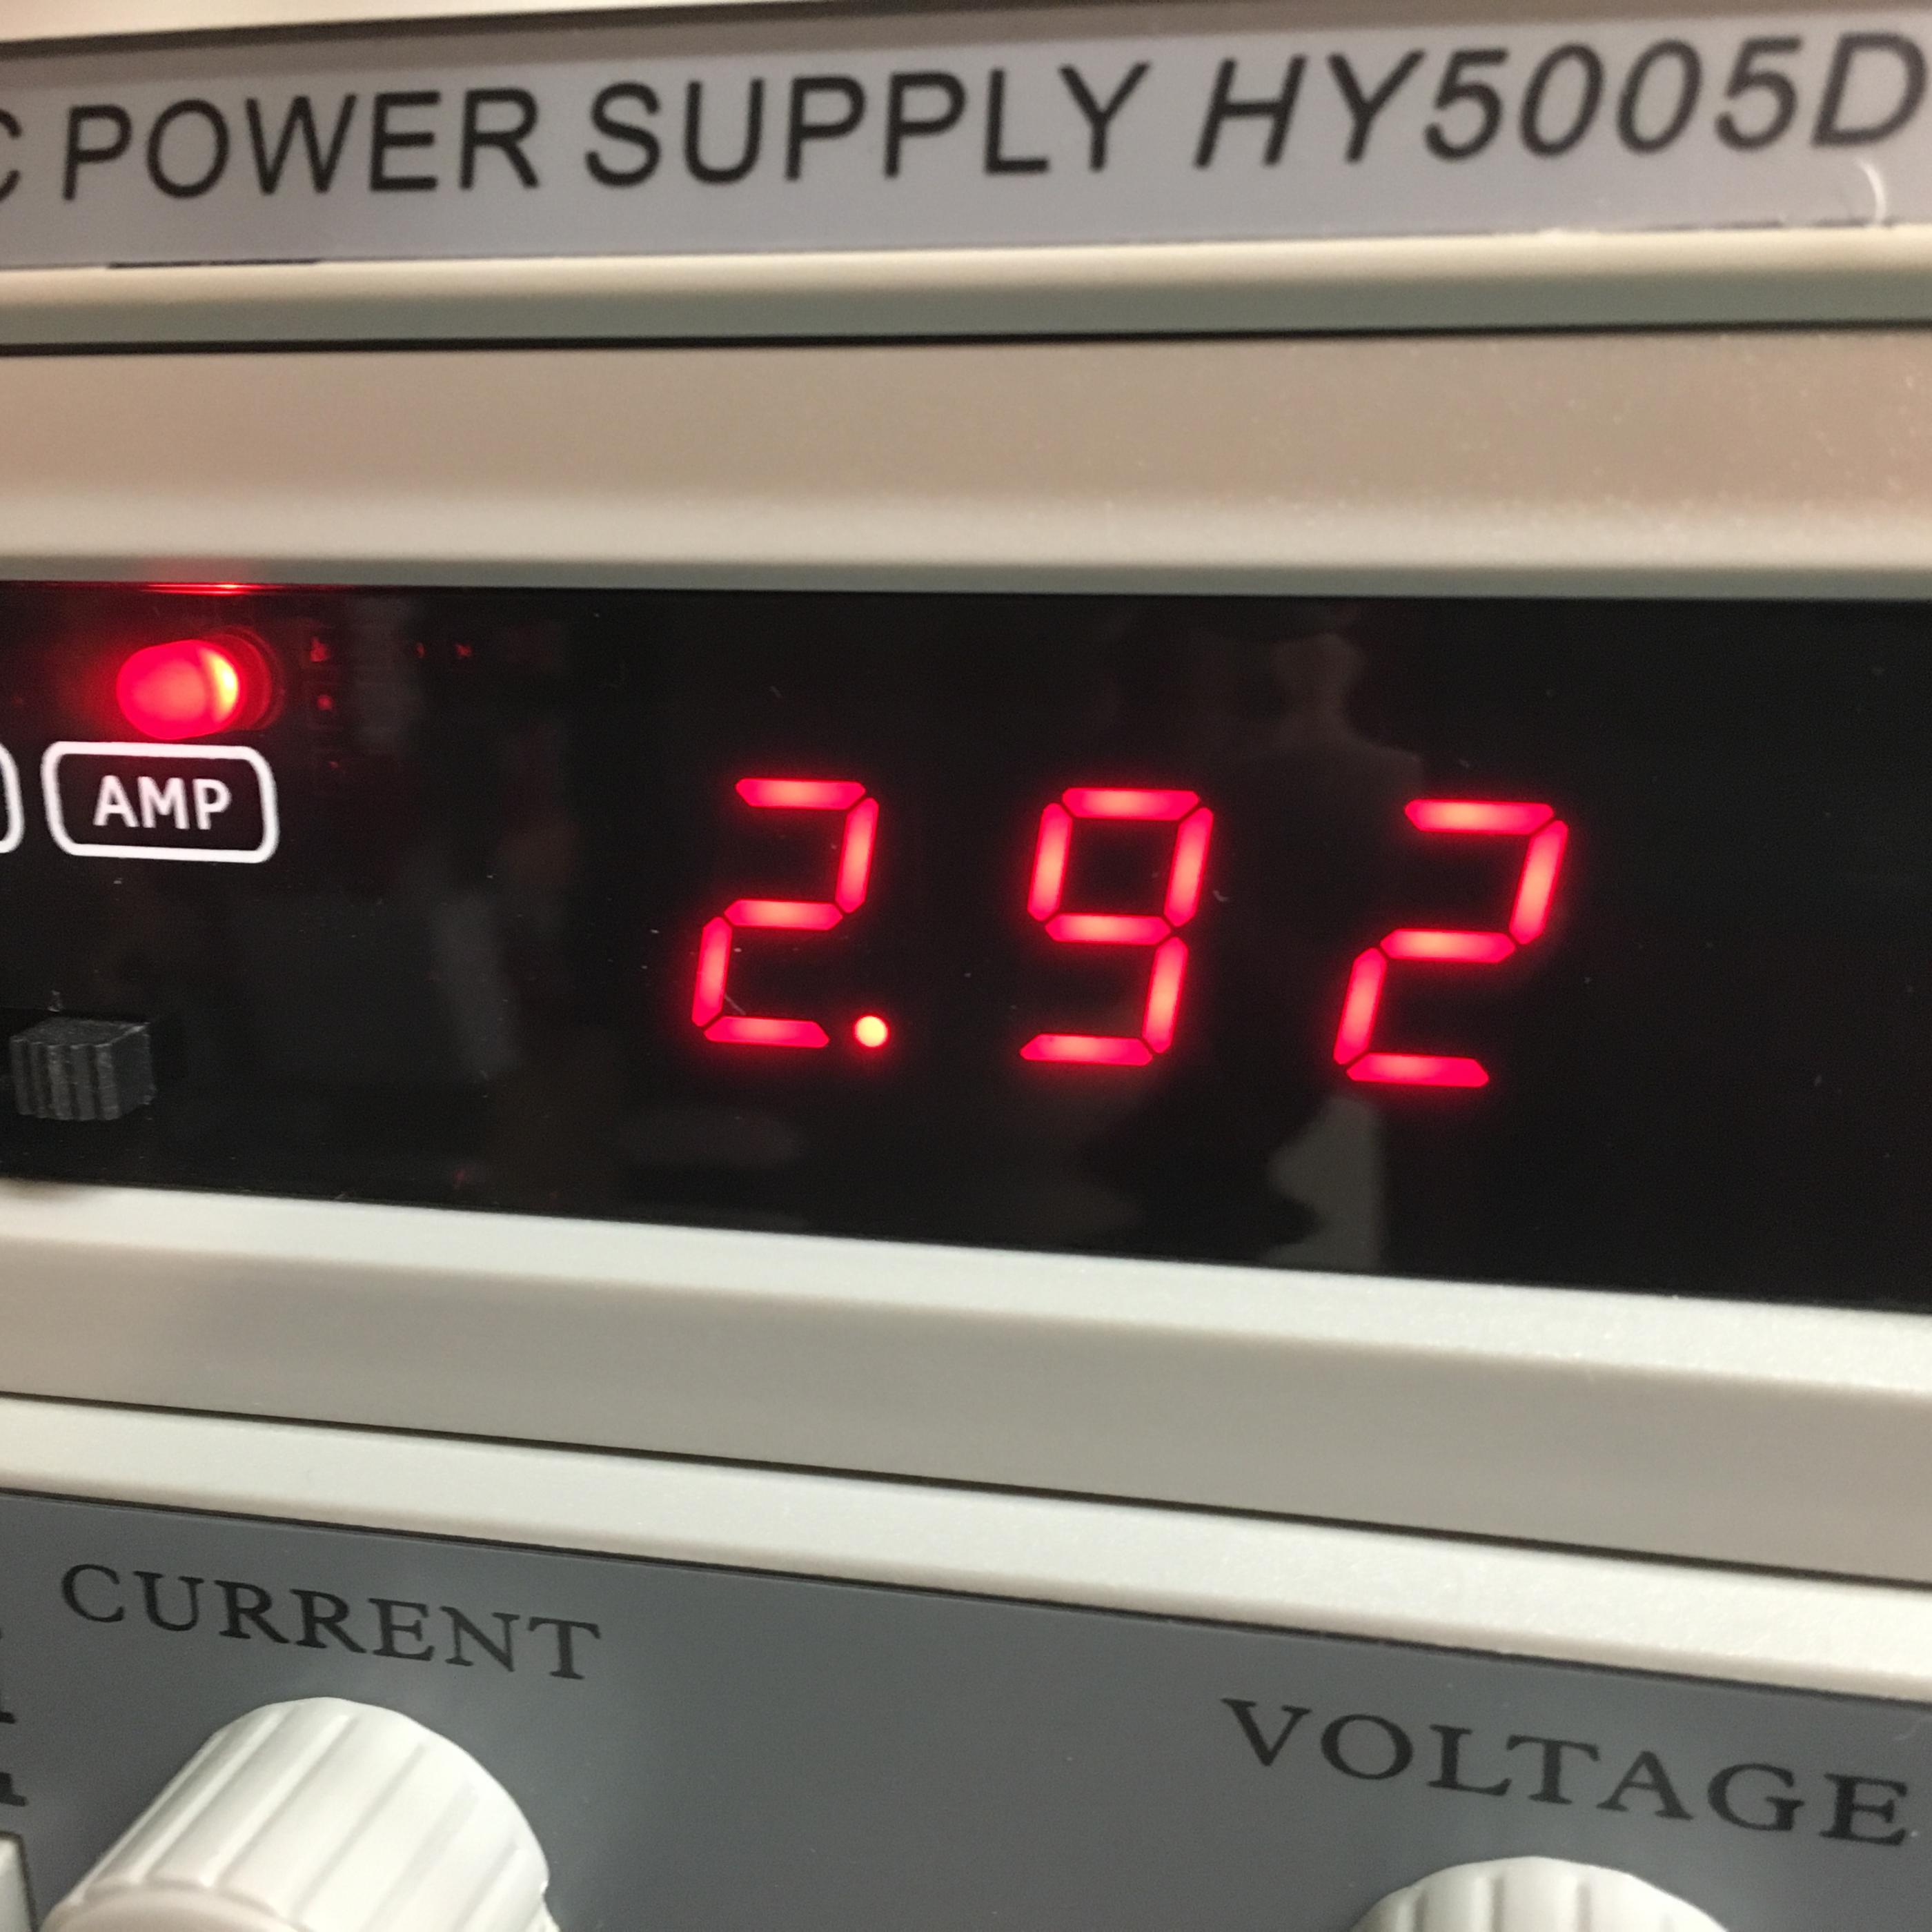 C POWER SUPPLY HY5005D
AMP
2.92
CURRENT
VOLTAGE